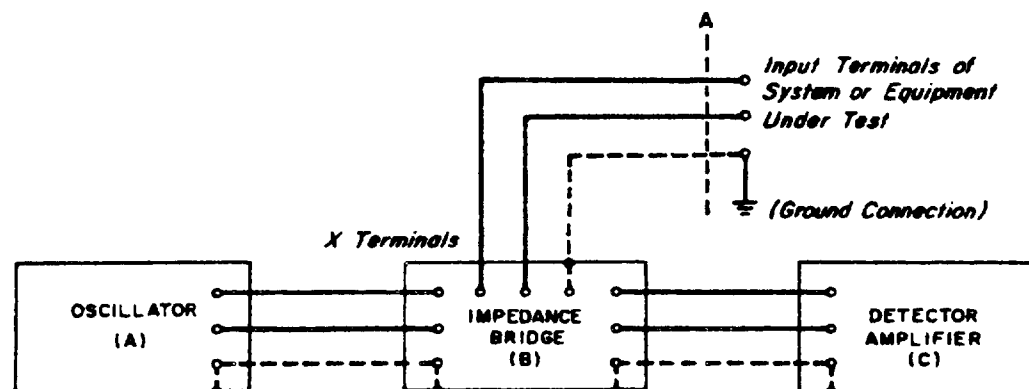 A
Input Terminals of
System or Equipment
Under Test
(Ground Connection)
X Terminals
OSCILLATOR
(A)
IMPEDANCE
BRIDGE
(B)
DETECTOR
AMPLIFIER
(C)